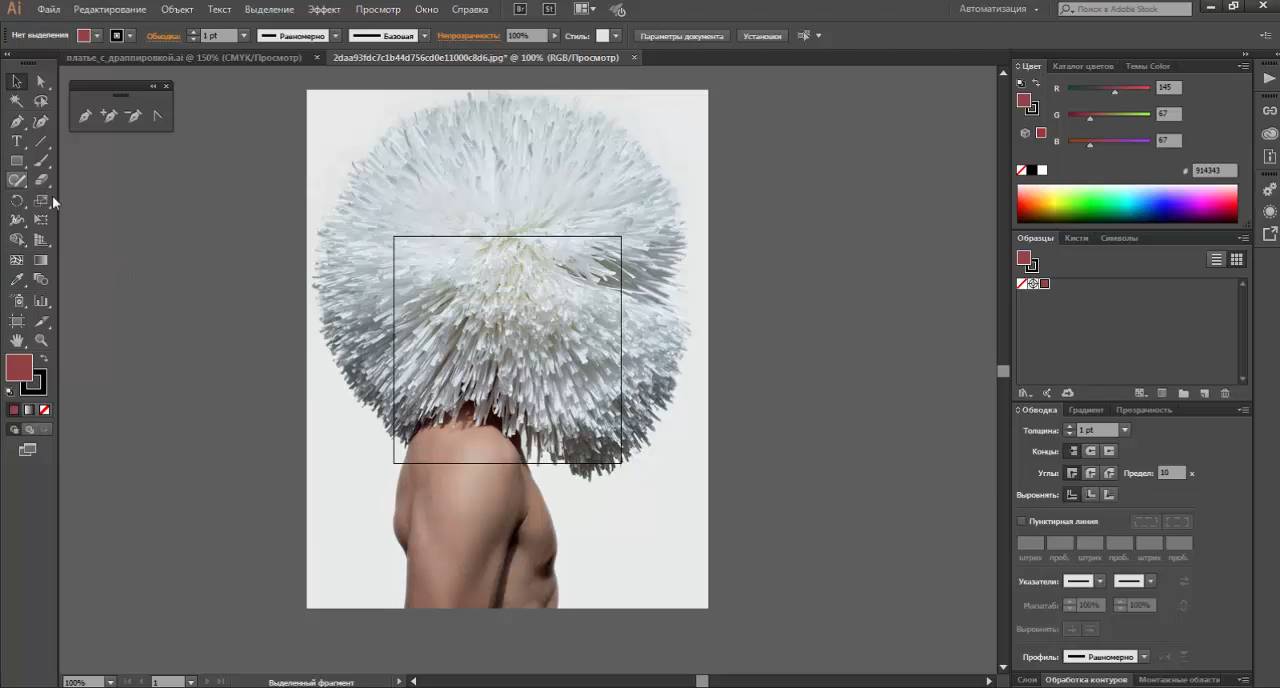 Ai Файл Редактирование Объект Текст Выделение Эффект Просмотр Окно Справка Br St Автоматизация Поиск в Adobe Stock
Нет выделения Обводка: 1 pt Равномерно Базовая Непрозрачность: 100% Стиль: Параметры документа Установки
платье_с_драппировкой.ai @ 150% (CMYK/Просмотр) × 2daa93fdc7c1b44d756cd0e11000c8d6.jpg* @ 100% (RGB/Просмотр) ×
Цвет Каталог цветов Темы Color
R 145
G 67
B 67
# 914343
Образцы Кисти Символы
Обводка Градиент Прозрачность
Толщина: 1 pt
Концы:
Углы: Предел: 10 x
Выровнять:
Пунктирная линия
штрих проб. штрих проб. штрих проб.
Указатели:
Масштаб: 100% 100%
Выровнять:
Профиль: Равномерно
Слои Обработка контуров Монтажные области
100% 1 Выделенный фрагмент